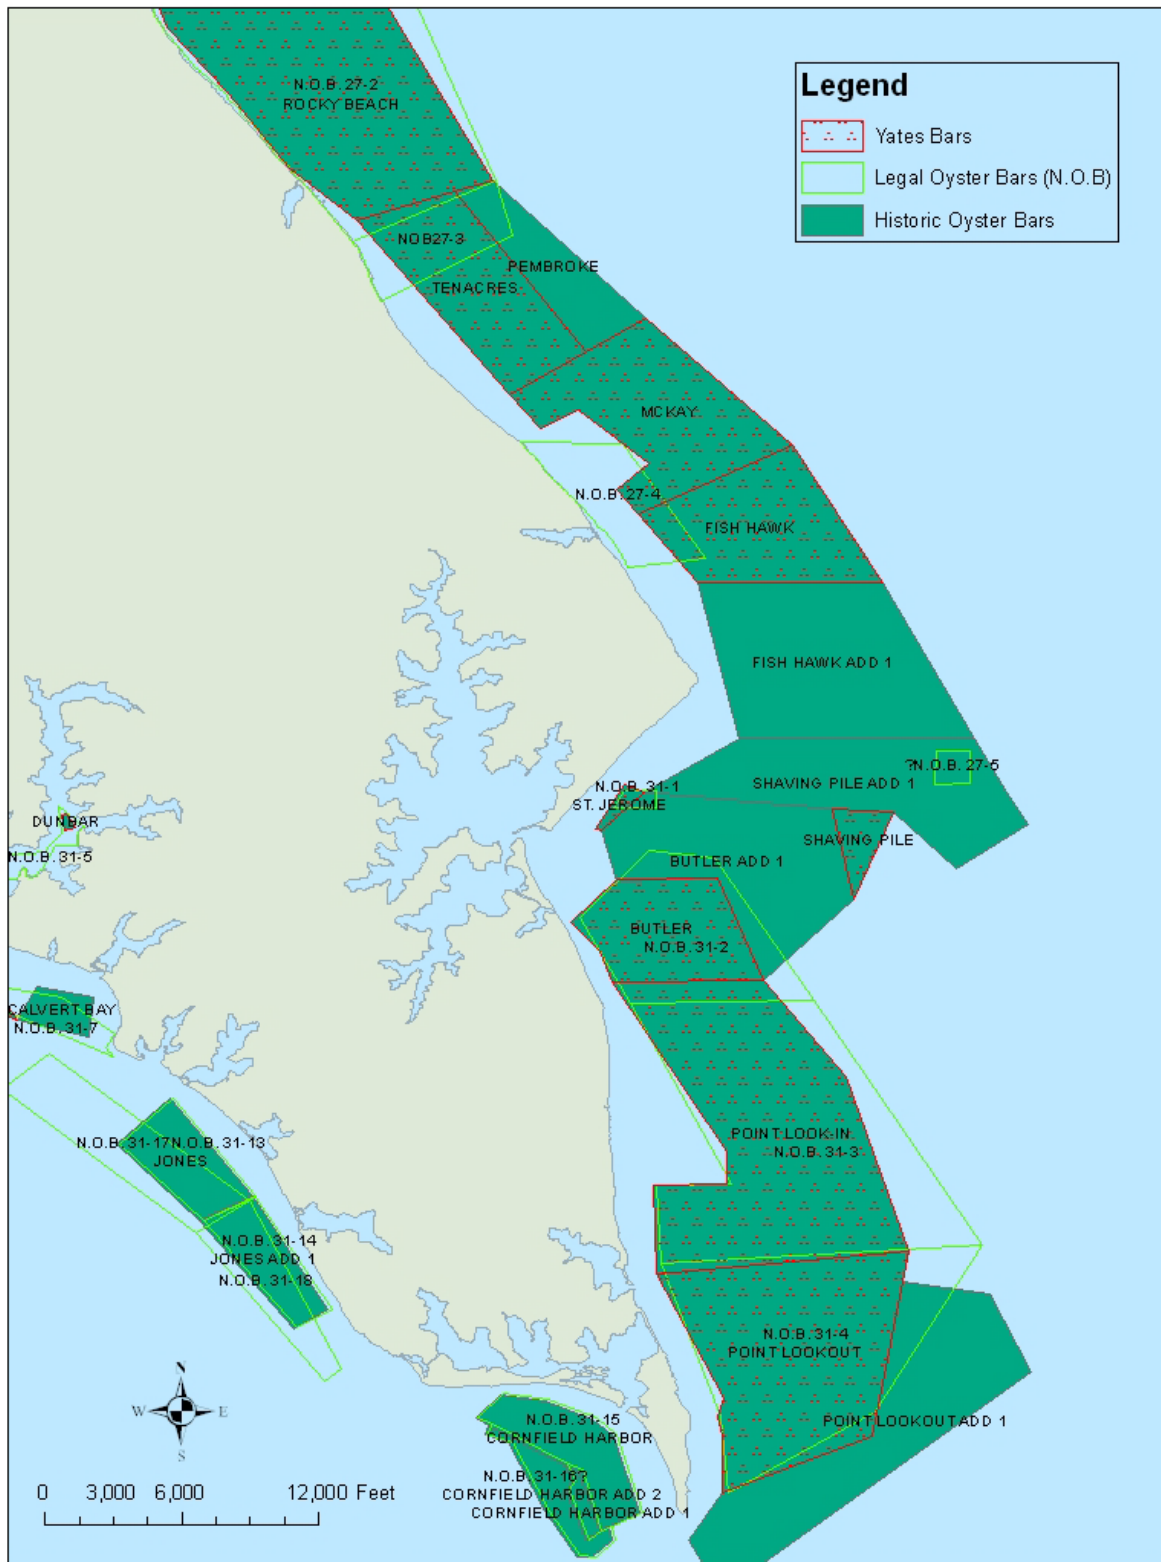 N.O.B. 27-2
ROCKY BEACH
Legend
Yates Bars
Legal Oyster Bars (N.O.B)
Historic Oyster Bars
NOB27-3
PEMBROKE
TENACRES
MCKAY
N.O.B. 27-4
FISH HAWK
FISH HAWK ADD 1
?N.O.B. 27-5
SHAVING PILE ADD 1
N.O.B. 31-1
ST. JEROME
DUNBAR
SHAVING PILE
N.O.B. 31-5
BUTLER ADD 1
BUTLER
N.O.B. 31-2
CALVERT BAY
N.O.B. 31-7
POINT LOOK-IN
N.O.B. 31-3
N.O.B. 31-17N.O.B. 31-13
JONES
N.O.B. 31-14
JONES ADD 1
N.O.B. 31-18
N.O.B. 31-4
POINT LOOKOUT
N
W E
S
POINT LOOKOUT ADD 1
N.O.B. 31-15
CORNFIELD HARBOR
N.O.B. 31-16?
CORNFIELD HARBOR ADD 2
CORNFIELD HARBOR ADD 1
0 3,000 6,000 12,000 Feet